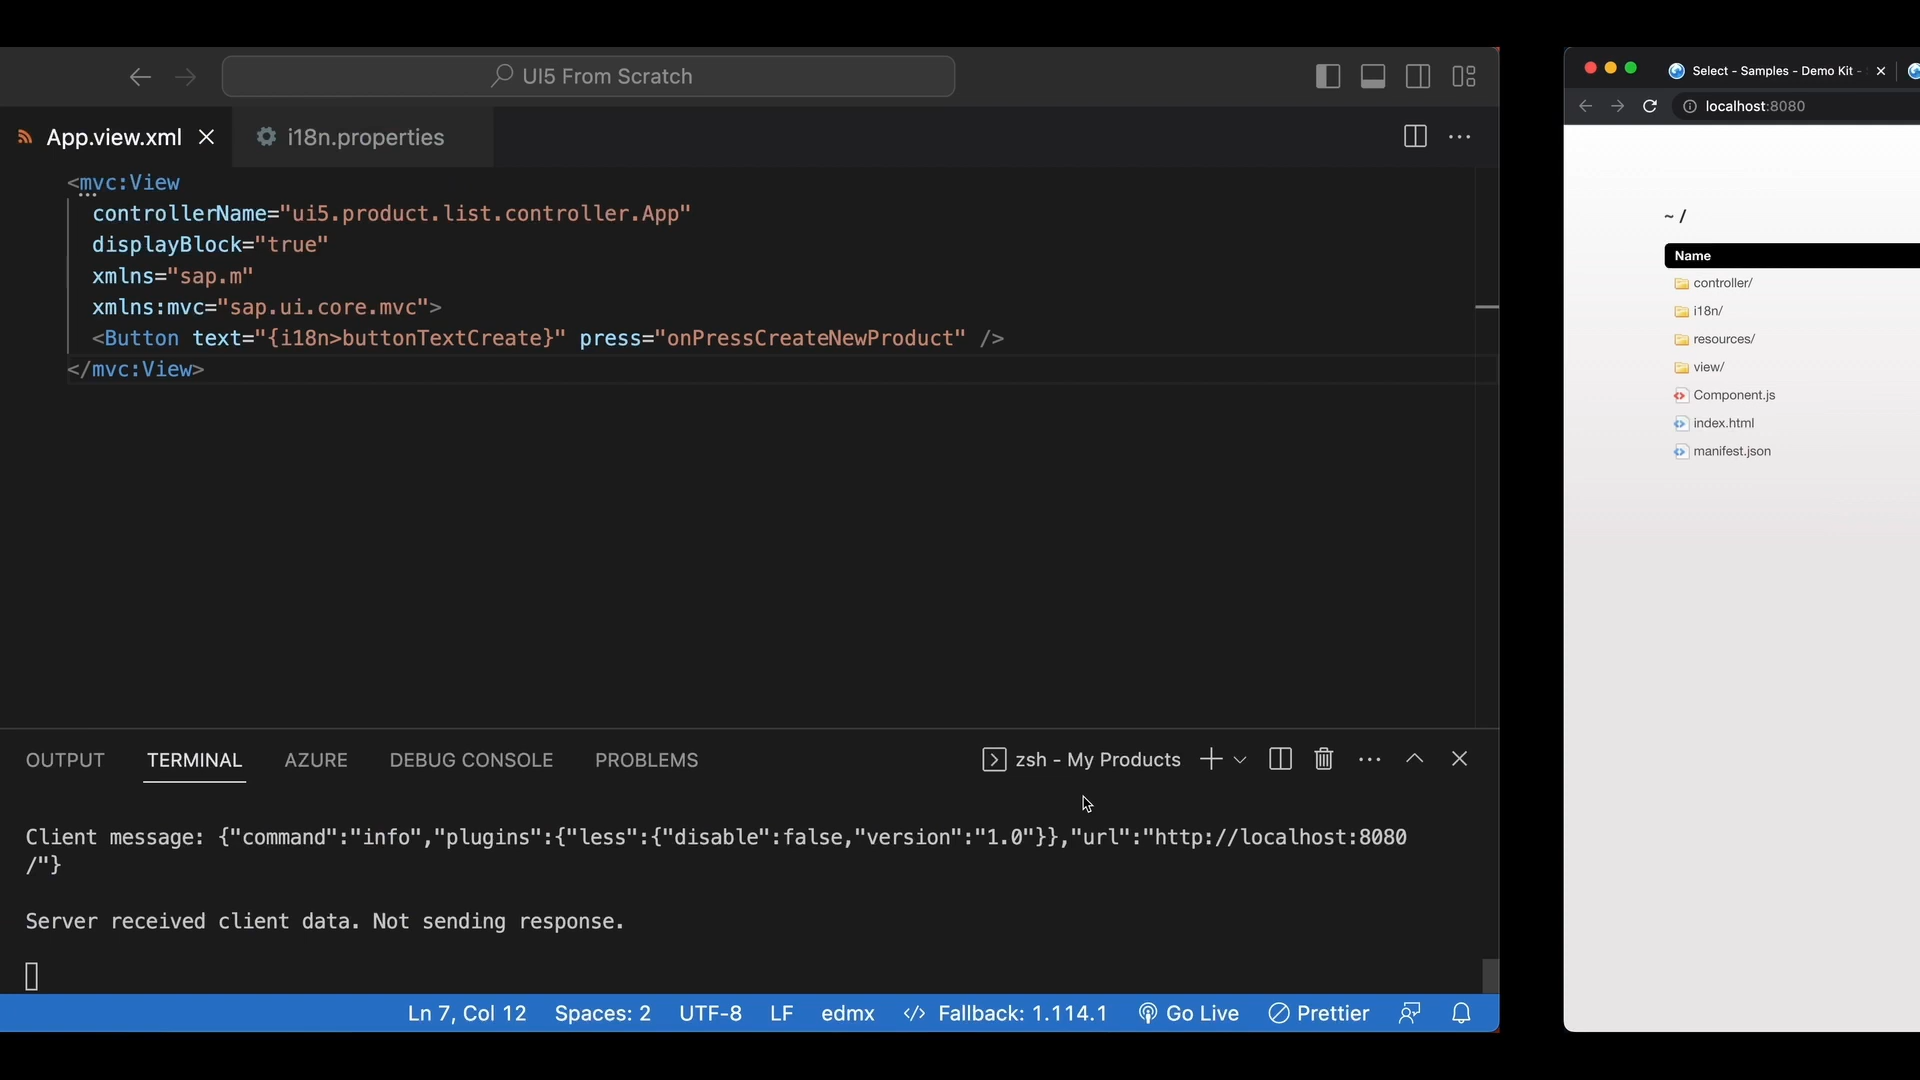 UI5 From Scratch
App.view.xml
i18n.properties
<mvc:View
controllerName="ui5.product.list.controller.App"
displayBlock="true"
xmlns="sap.m"
xmlns:mvc="sap.ui.core.mvc">
<Button text="{i18n>buttonTextCreate}" press="onPressCreateNewProduct" />
</mvc:View>
OUTPUT TERMINAL AZURE DEBUG CONSOLE PROBLEMS
zsh - My Products
Client message: {"command":"info","plugins":{"less":{"disable":false,"version":"1.0"}},"url":"http://localhost:8080
/"}
Server received client data. Not sending response.
Ln 7, Col 12 Spaces: 2 UTF-8 LF edmx </> Fallback: 1.114.1 Go Live Prettier
Select - Samples - Demo Kit -
localhost:8080
~ /
Name
controller/
i18n/
resources/
view/
Component.js
index.html
manifest.json